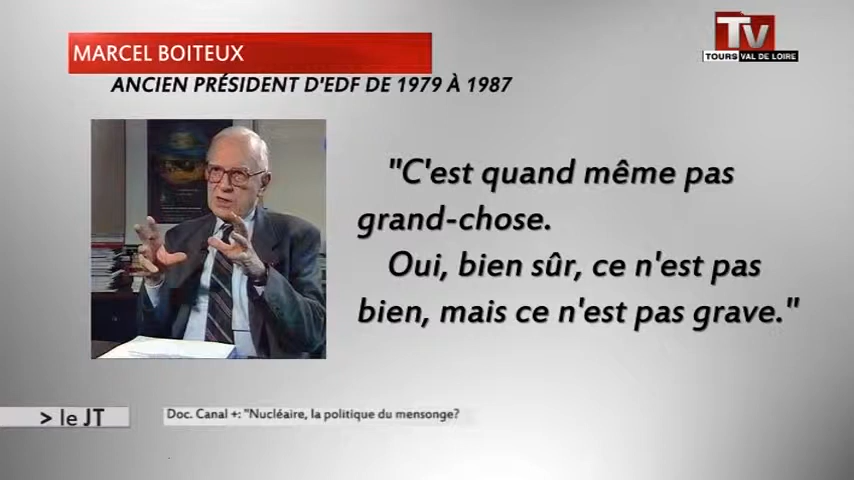 MARCEL BOITEUX
ANCIEN PRÉSIDENT D'EDF DE 1979 À 1987
TV
TOURS VAL DE LOIRE
"C'est quand même pas
grand-chose.
Oui, bien sûr, ce n'est pas
bien, mais ce n'est pas grave."
> le JT
Doc. Canal +: "Nucléaire, la politique du mensonge?